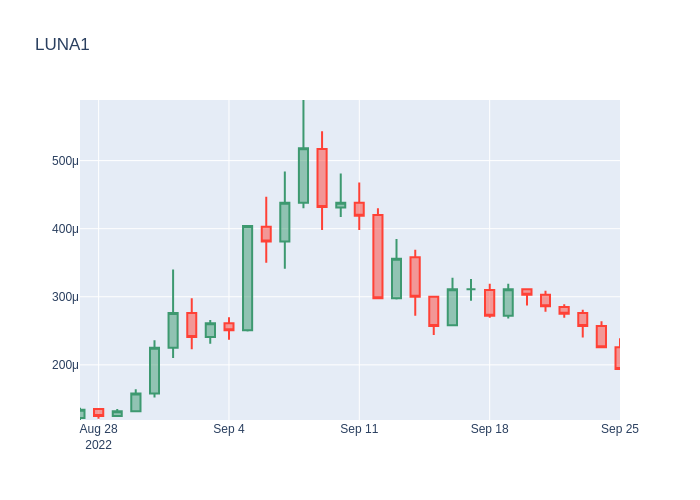 LUNA1
500μ
400μ
300μ
200μ
Aug 28
2022
Sep 4
Sep 11
Sep 18
Sep 25